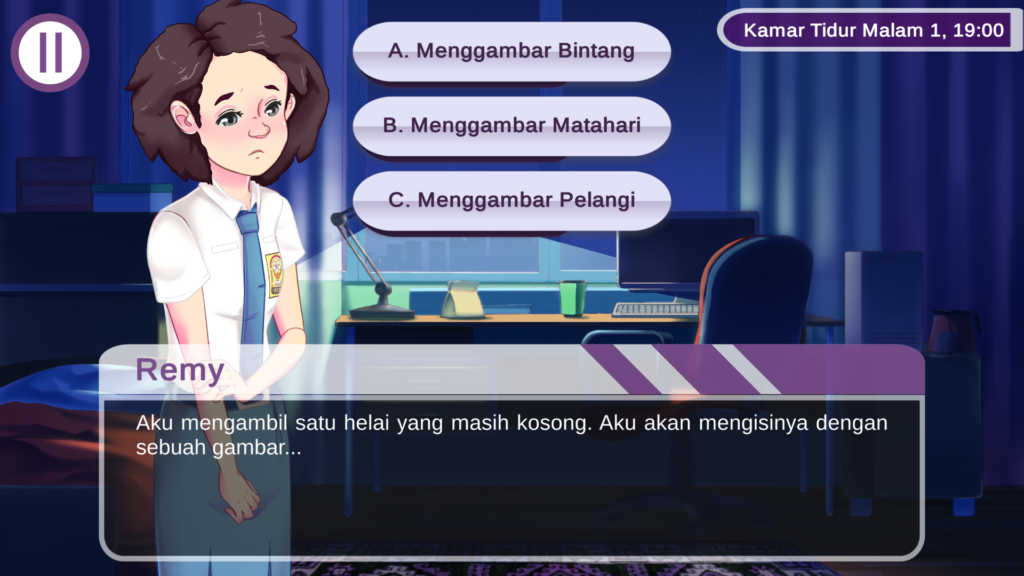 Kamar Tidur Malam 1, 19:00
A. Menggambar Bintang
B. Menggambar Matahari
C. Menggambar Pelangi
Remy
Aku mengambil satu helai yang masih kosong. Aku akan mengisinya dengan
sebuah gambar...